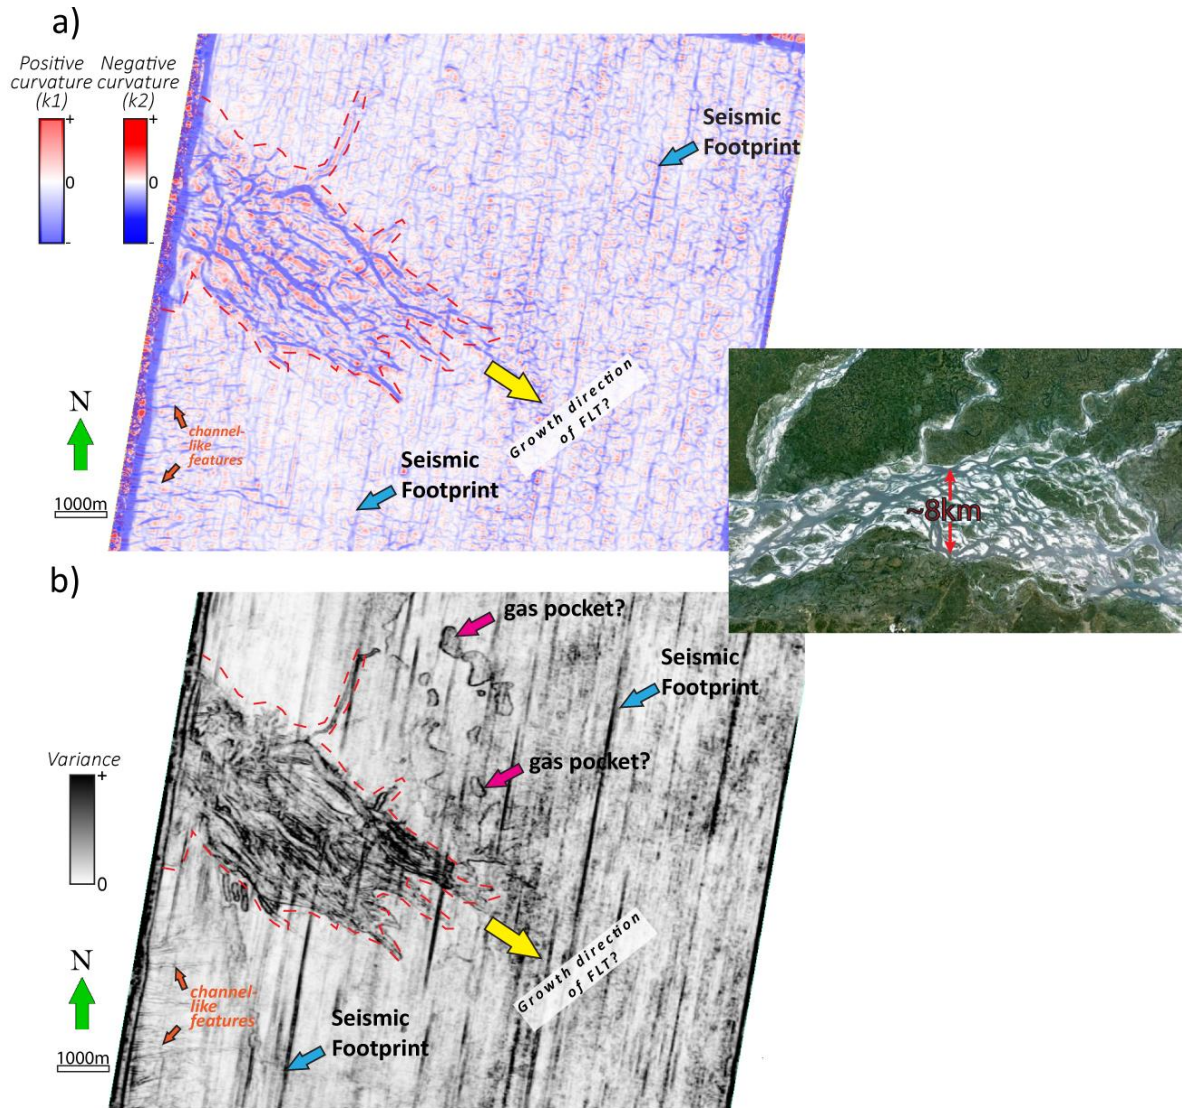 a)
Positive
curvature
(k1)
Negative
curvature
(k2)
+
0
-
+
0
-
Seismic
Footprint
Growth direction
of FLT?
N
1000m
channel-
like
features
Seismic
Footprint
~8km
b)
gas pocket?
Seismic
Footprint
gas pocket?
Variance
+
0
Growth direction
of FLT?
N
1000m
channel-
like
features
Seismic
Footprint